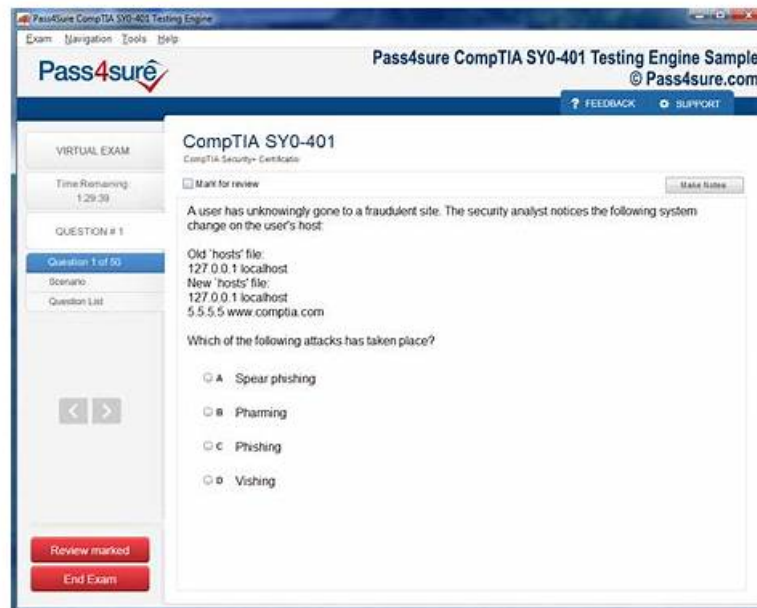 Pass4Sure CompTIA SY0-401 Testing Engine
Exam Navigation Tools Help
Pass4sure
Pass4sure CompTIA SY0-401 Testing Engine Sample
© Pass4sure.com
? FEEDBACK SUPPORT
VIRTUAL EXAM
Time Remaining
1:29:39
QUESTION # 1
Question 1 of 50
Scenario
Question List
Review marked
End Exam
CompTIA SY0-401
CompTIA Security+ Certificatio
Mark for review
Make Notes
A user has unknowingly gone to a fraudulent site. The security analyst notices the following system
change on the user's host:
Old `hosts' file:
127.0.0.1 localhost
New `hosts' file:
127.0.0.1 localhost
5.5.5.5 www.comptia.com
Which of the following attacks has taken place?
A Spear phishing
B Pharming
C Phishing
D Vishing